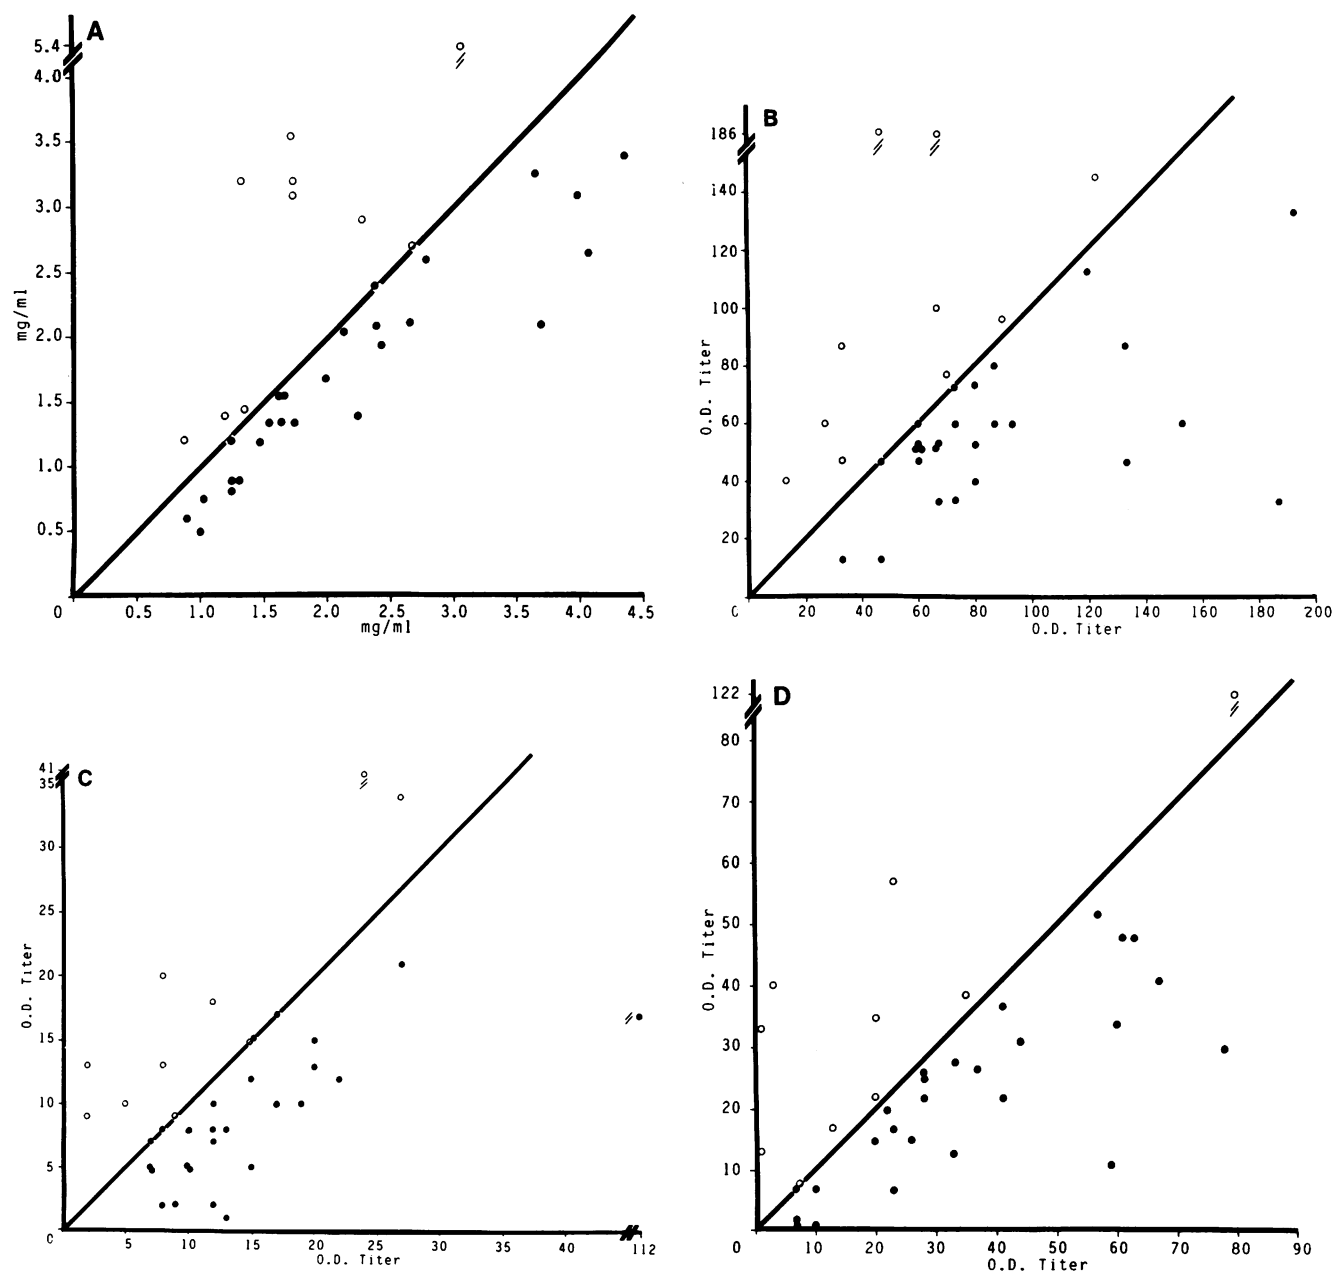 A
5.4
4.0
3.5
3.0
2.5
2.0
1.5
1.0
0.5
mg/ml
0 0.5 1.0 1.5 2.0 2.5 3.0 3.5 4.0 4.5
mg/ml
B
186
140
120
100
80
60
40
20
O.D. Titer
C 20 40 60 80 100 120 140 160 180 200
O.D. Titer
C
41
35
30
25
20
15
10
5
O.D. Titer
C 5 10 15 20 25 30 35 40 112
O.D. Titer
D
122
80
70
60
50
40
30
20
10
O.D. Titer
0 10 20 30 40 50 60 70 80 90
O.D. Titer